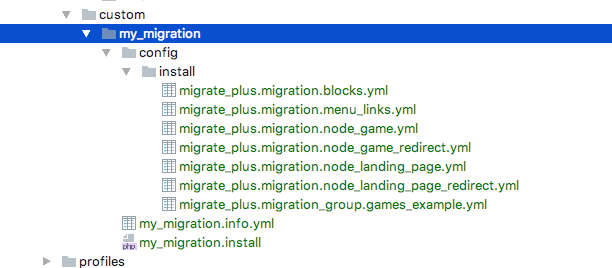 custom
my_migration
config
install
migrate_plus.migration.blocks.yml
migrate_plus.migration.menu_links.yml
migrate_plus.migration.node_game.yml
migrate_plus.migration.node_game_redirect.yml
migrate_plus.migration.node_landing_page.yml
migrate_plus.migration.node_landing_page_redirect.yml
migrate_plus.migration_group.games_example.yml
my_migration.info.yml
php my_migration.install
profiles